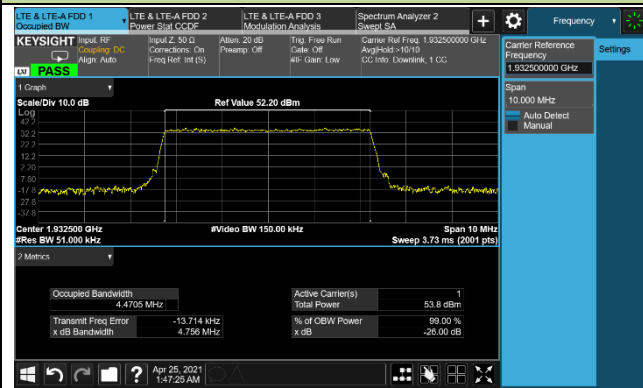 LTE & LTE-A FDD 1
Occupied BW
LTE & LTE-A FDD 2
Power Stat CCDF
LTE & LTE-A FDD 3
Modulation Analysis
Spectrum Analyzer 2
Swept SA
+
Frequency
KEYSIGHT
Input: RF
Coupling: DC
Align: Auto
Input Z: 50 Ω
Corrections: On
Freq Ref: Int (S)
Atten: 20 dB
Preamp: Off
Trig: Free Run
Gate: Off
#IF Gain: Low
Carrier Ref Freq: 1.932500000 GHz
Avg|Hold:>10/10
CC Info: Downlink, 1 CC
LXI
PASS
Carrier Reference
Frequency
1.932500000 GHz
Settings
Span
10.000 MHz
Auto Detect
Manual
1 Graph
Scale/Div 10.0 dB
Ref Value 52.20 dBm
Log
42.2
32.2
22.2
12.2
2.20
-7.80
-17.8
-27.8
-37.8
Center 1.932500 GHz
#Video BW 150.00 kHz
Span 10 MHz
#Res BW 51.000 kHz
Sweep 3.73 ms (2001 pts)
2 Metrics
Occupied Bandwidth
4.4705 MHz
Active Carrier(s)
1
Total Power
53.8 dBm
Transmit Freq Error
-13.714 kHz
% of OBW Power
99.00 %
x dB Bandwidth
4.756 MHz
x dB
-26.00 dB
?
Apr 25, 2021
1:47:25 AM